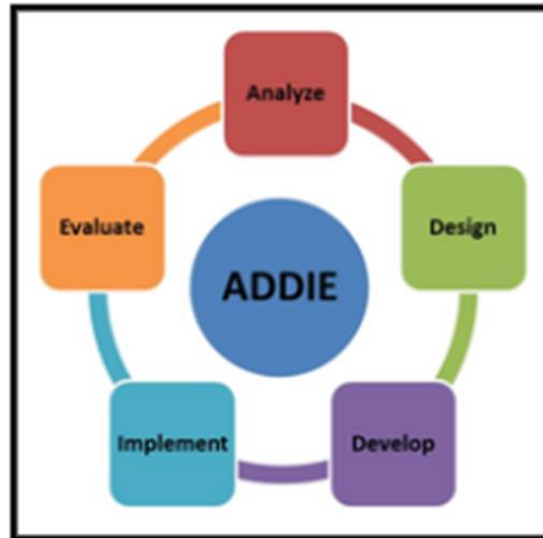 Analyze
Design
Develop
Implement
Evaluate
ADDIE